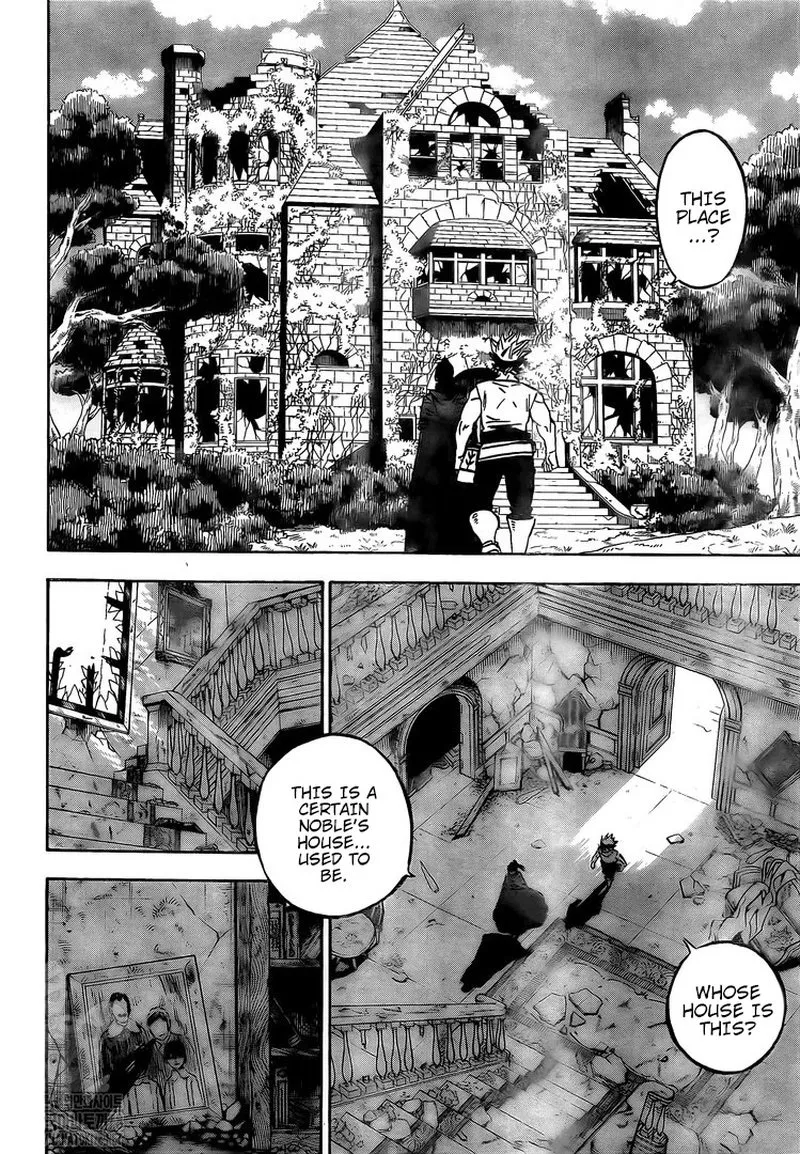 THIS
PLACE
...?
WHOSE
HOUSE IS
THIS?
THIS IS A
CERTAIN
NOBLE'S
HOUSE...
USED TO
BE.